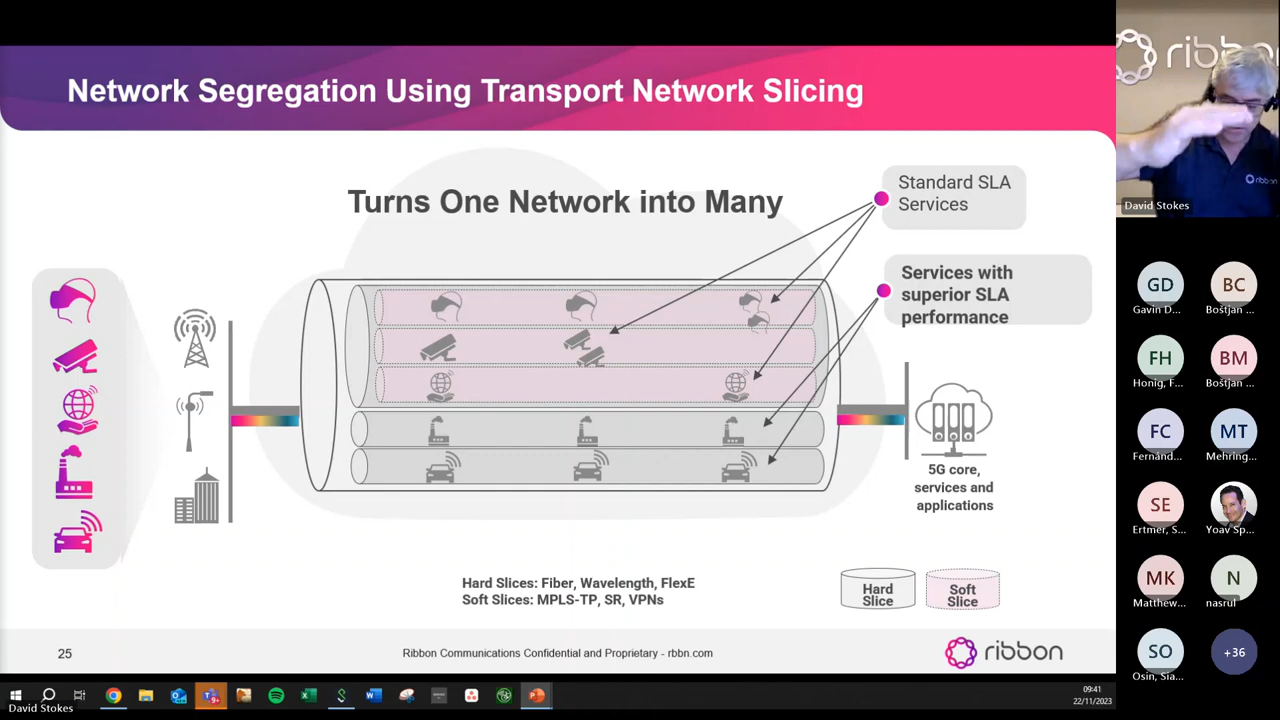 Network Segregation Using Transport Network Slicing
Turns One Network into Many
Standard SLA
Services
Services with
superior SLA
performance
5G core,
services and
applications
Hard Slices: Fiber, Wavelength, FlexE
Soft Slices: MPLS-TP, SR, VPNs
Hard
Slice
Soft
Slice
25
Ribbon Communications Confidential and Proprietary - rbbn.com
ribbon
ribbon
ribbon
David Stokes
GD
Gavin D...
BC
Boštjan ...
FH
Honig, F...
BM
Boštjan ...
FC
Fernánd...
MT
Mehring...
SE
Ertmer, S...
Yoav Sp...
MK
Matthew...
N
nasrul
SO
Osin, Sia...
+36
David Stokes
09:41
22/11/2023